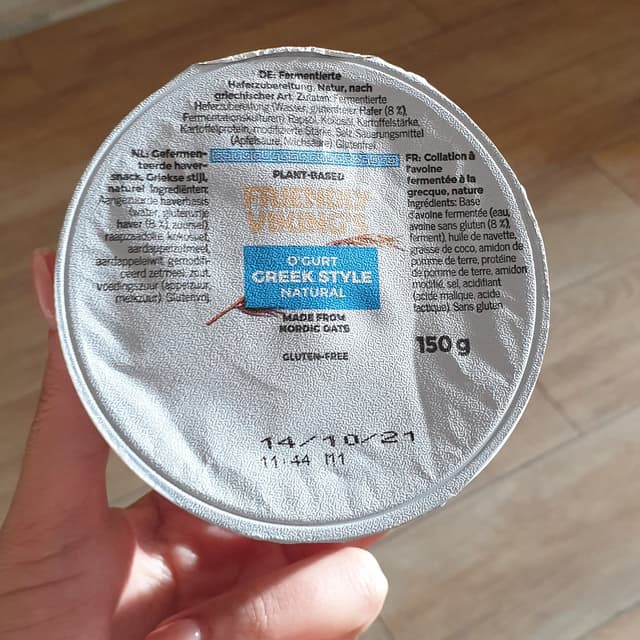 DE: Fermentierte
Haferzubereitung, Natur, nach
griechischer Art. Zutaten: Fermentierte
Haferzubereitung (Wasser, glutenfreier Hafer (8 %),
Fermentationskulturen), Rapsöl, Kokosöl, Kartoffelstärke,
Kartoffelprotein, modifizierte Stärke, Salz, Säuerungsmittel
(Apfelsäure, Milchsäure). Glutenfrei.
NL: Gefermen-
teerde haver-
snack, Griekse stijl,
naturel Ingrediënten:
Aangezuurde haverbasis
(water, glutenvrije
haver (8 %), zuursel),
raapzaadolie, kokosolie,
aardappelzetmeel,
aardappeleiwit, gemodifi-
ceerd zetmeel, zout,
voedingszuur (appelzuur,
melkzuur). Glutenvrij.
PLANT-BASED
FRIENDLY
VIKING'S
O'GURT
GREEK STYLE
NATURAL
MADE FROM
NORDIC OATS
GLUTEN-FREE
FR: Collation à
l'avoine
fermentée à la
grecque, nature
Ingrédients: Base
d'avoine fermentée (eau,
avoine sans gluten (8 %),
ferment), huile de navette,
graisse de coco, amidon de
pomme de terre, protéine
de pomme de terre, amidon
modifié, sel, acidifiant
(acide malique, acide
lactique). Sans gluten
150 g
14/10/21
11:44 M1